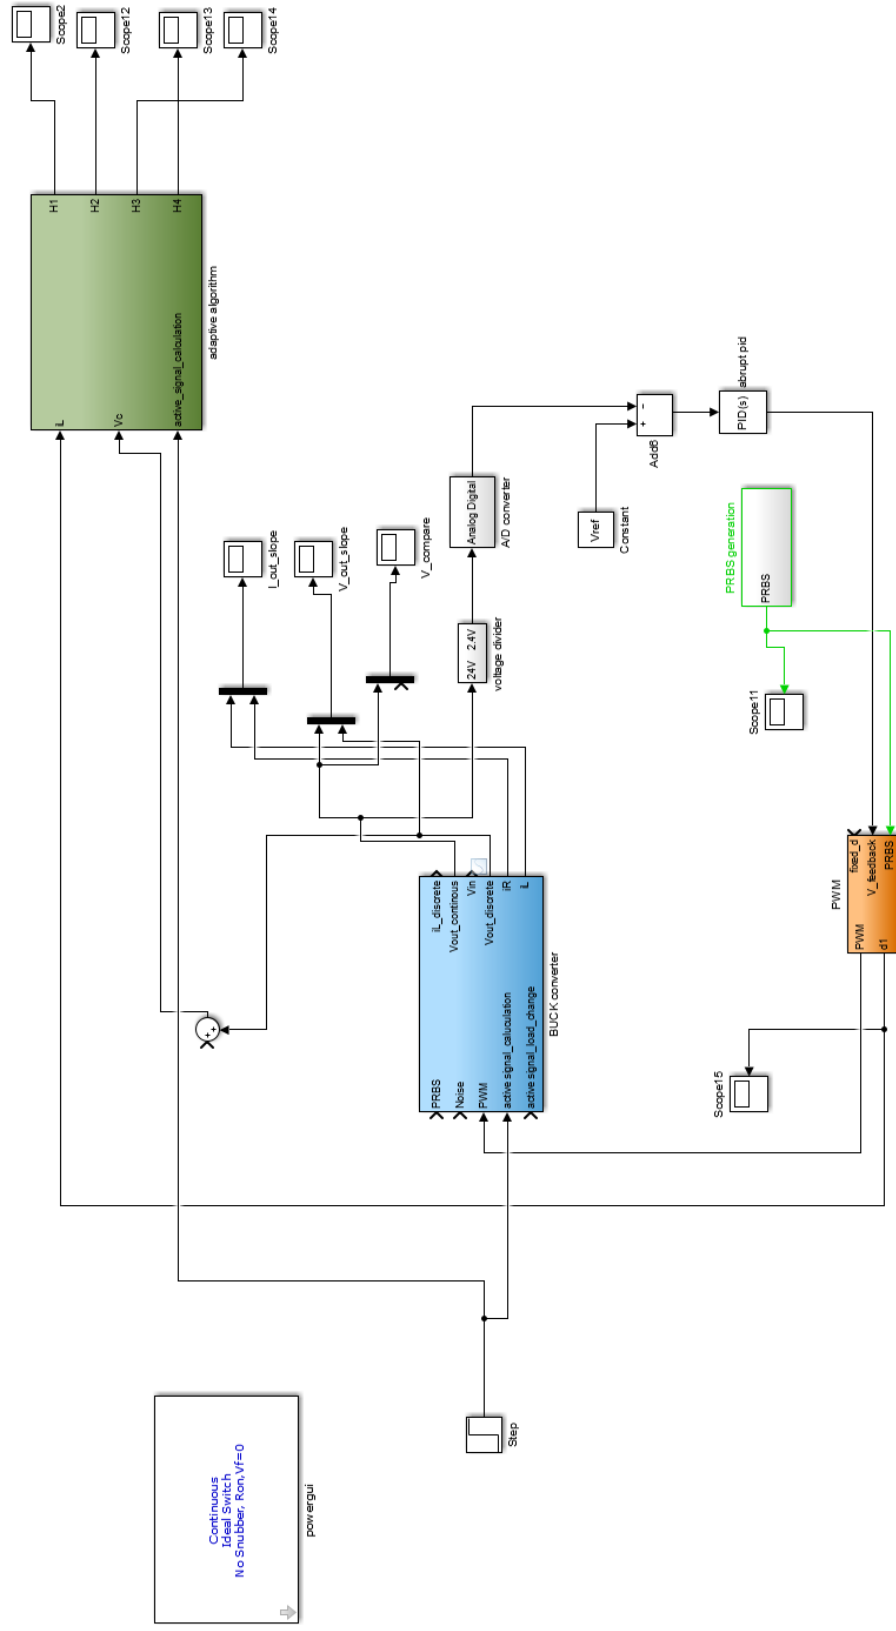 Continuous
Ideal Switch
No Snubber, Ron,Vf=0
powergui
Step
PRBS
Noise
PWM
active signal_caluculation
active signal_load_change
iL_discrete
Vout_continous
Vin
Vout_discrete
iR
iL
BUCK converter
iL
Vc
active_signal_calculation
H1
H2
H3
H4
adaptive algorithm
Scope2
Scope12
Scope13
Scope14
I_out_slope
V_out_slope
V_compare
24V 2.4V
voltage divider
Analog Digital
A/D converter
Vref
Constant
+
-
Add6
PID(s)
abrupt pid
PRBS generation
PRBS
Scope11
PWM
PWM
d1
fixed_d
V_feedback
PRBS
Scope15
+
+